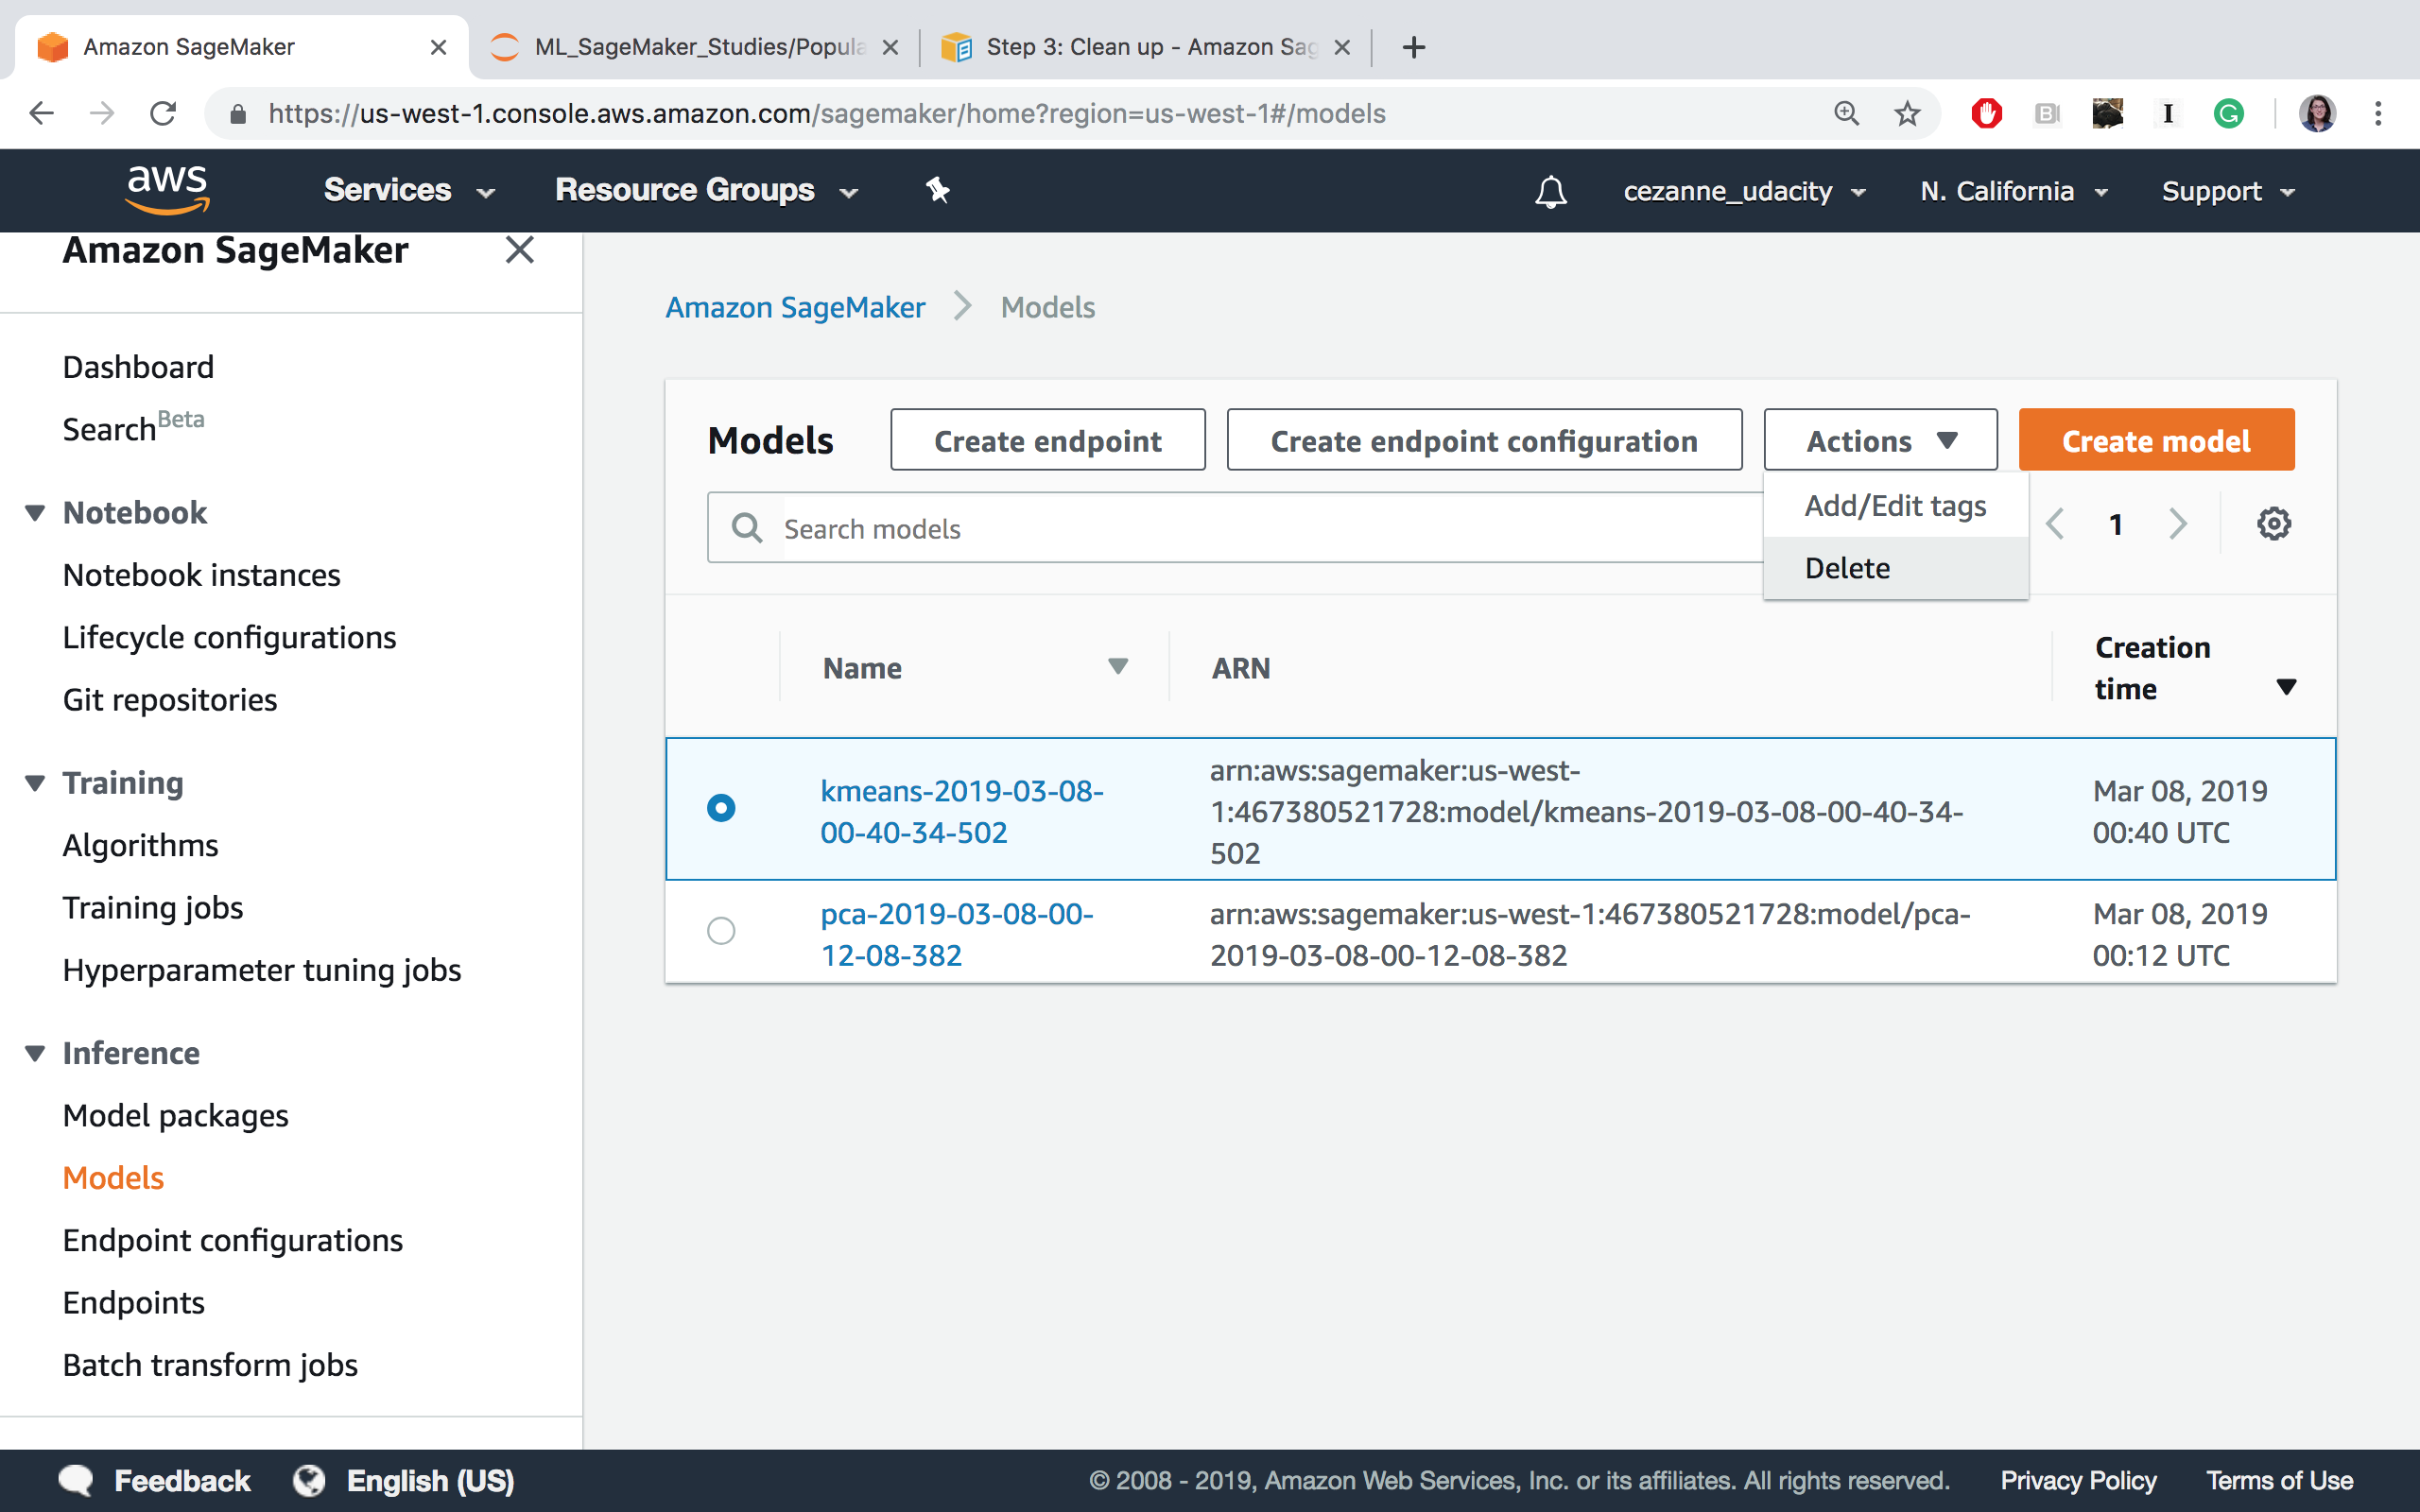 Amazon SageMaker
ML_SageMaker_Studies/Popula
Step 3: Clean up - Amazon Sag
https://us-west-1.console.aws.amazon.com/sagemaker/home?region=us-west-1#/models
aws
Services
Resource Groups
cezanne_udacity
N. California
Support
Amazon SageMaker
Dashboard
Search Beta
Notebook
Notebook instances
Lifecycle configurations
Git repositories
Training
Algorithms
Training jobs
Hyperparameter tuning jobs
Inference
Model packages
Models
Endpoint configurations
Endpoints
Batch transform jobs
Amazon SageMaker > Models
Models
Create endpoint
Create endpoint configuration
Actions
Create model
Add/Edit tags
Delete
Search models
1
Name
ARN
Creation
time
kmeans-2019-03-08-
00-40-34-502
arn:aws:sagemaker:us-west-
1:467380521728:model/kmeans-2019-03-08-00-40-34-
502
Mar 08, 2019
00:40 UTC
pca-2019-03-08-00-
12-08-382
arn:aws:sagemaker:us-west-1:467380521728:model/pca-
2019-03-08-00-12-08-382
Mar 08, 2019
00:12 UTC
Feedback
English (US)
© 2008 - 2019, Amazon Web Services, Inc. or its affiliates. All rights reserved.
Privacy Policy
Terms of Use